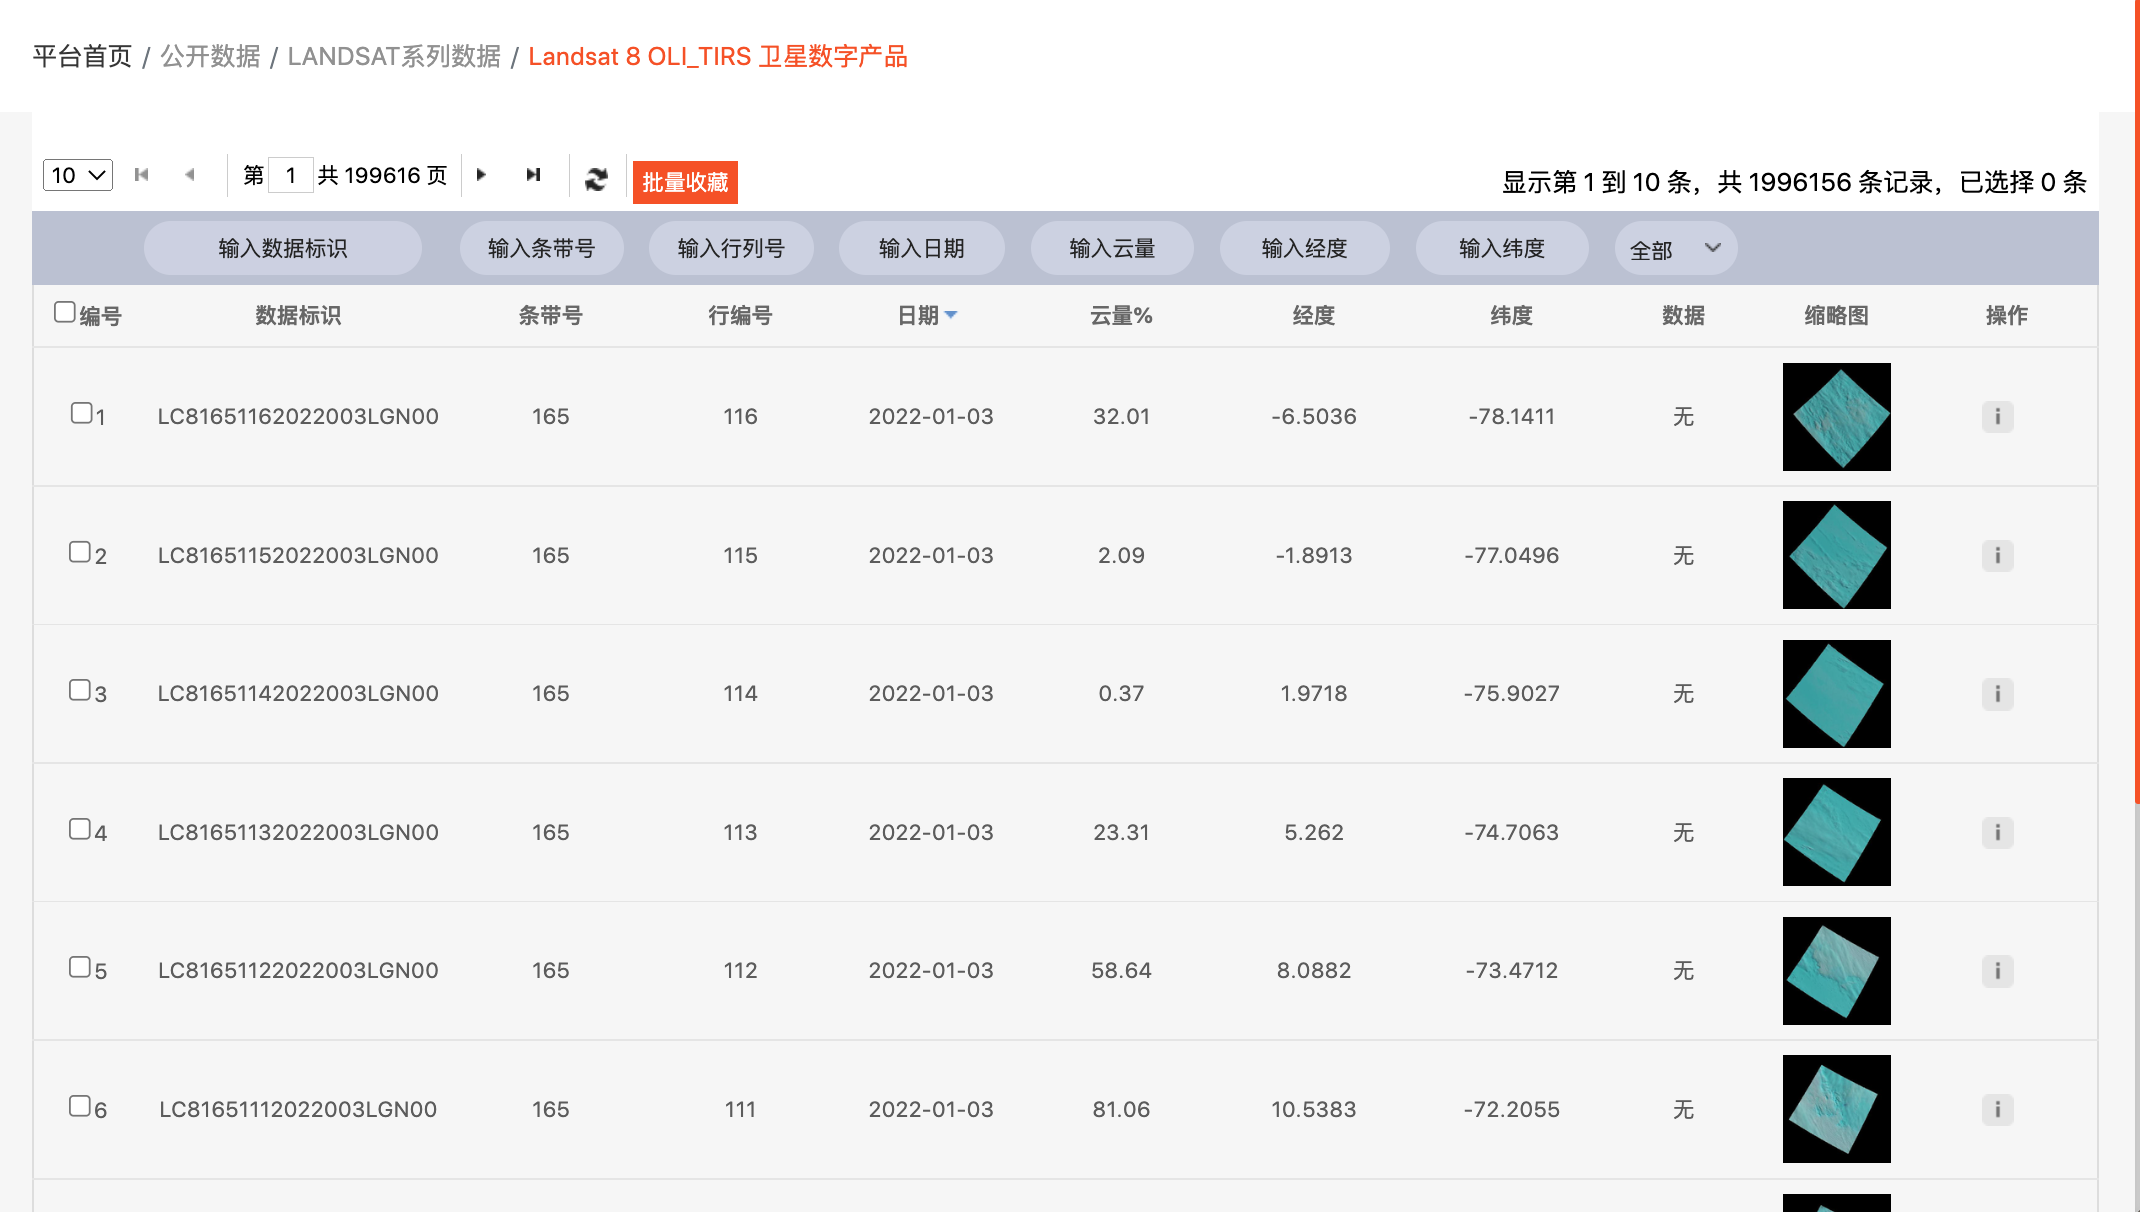 平台首页 / 公开数据 / LANDSAT系列数据 / Landsat 8 OLI_TIRS 卫星数字产品
10 第 1 共 199616 页 批量收藏 显示第 1 到 10 条，共 1996156 条记录，已选择 0 条
输入数据标识 输入条带号 输入行列号 输入日期 输入云量 输入经度 输入纬度 全部
编号 数据标识 条带号 行编号 日期 云量% 经度 纬度 数据 缩略图 操作
1 LC81651162022003LGN00 165 116 2022-01-03 32.01 -6.5036 -78.1411 无 i
2 LC81651152022003LGN00 165 115 2022-01-03 2.09 -1.8913 -77.0496 无 i
3 LC81651142022003LGN00 165 114 2022-01-03 0.37 1.9718 -75.9027 无 i
4 LC81651132022003LGN00 165 113 2022-01-03 23.31 5.262 -74.7063 无 i
5 LC81651122022003LGN00 165 112 2022-01-03 58.64 8.0882 -73.4712 无 i
6 LC81651112022003LGN00 165 111 2022-01-03 81.06 10.5383 -72.2055 无 i